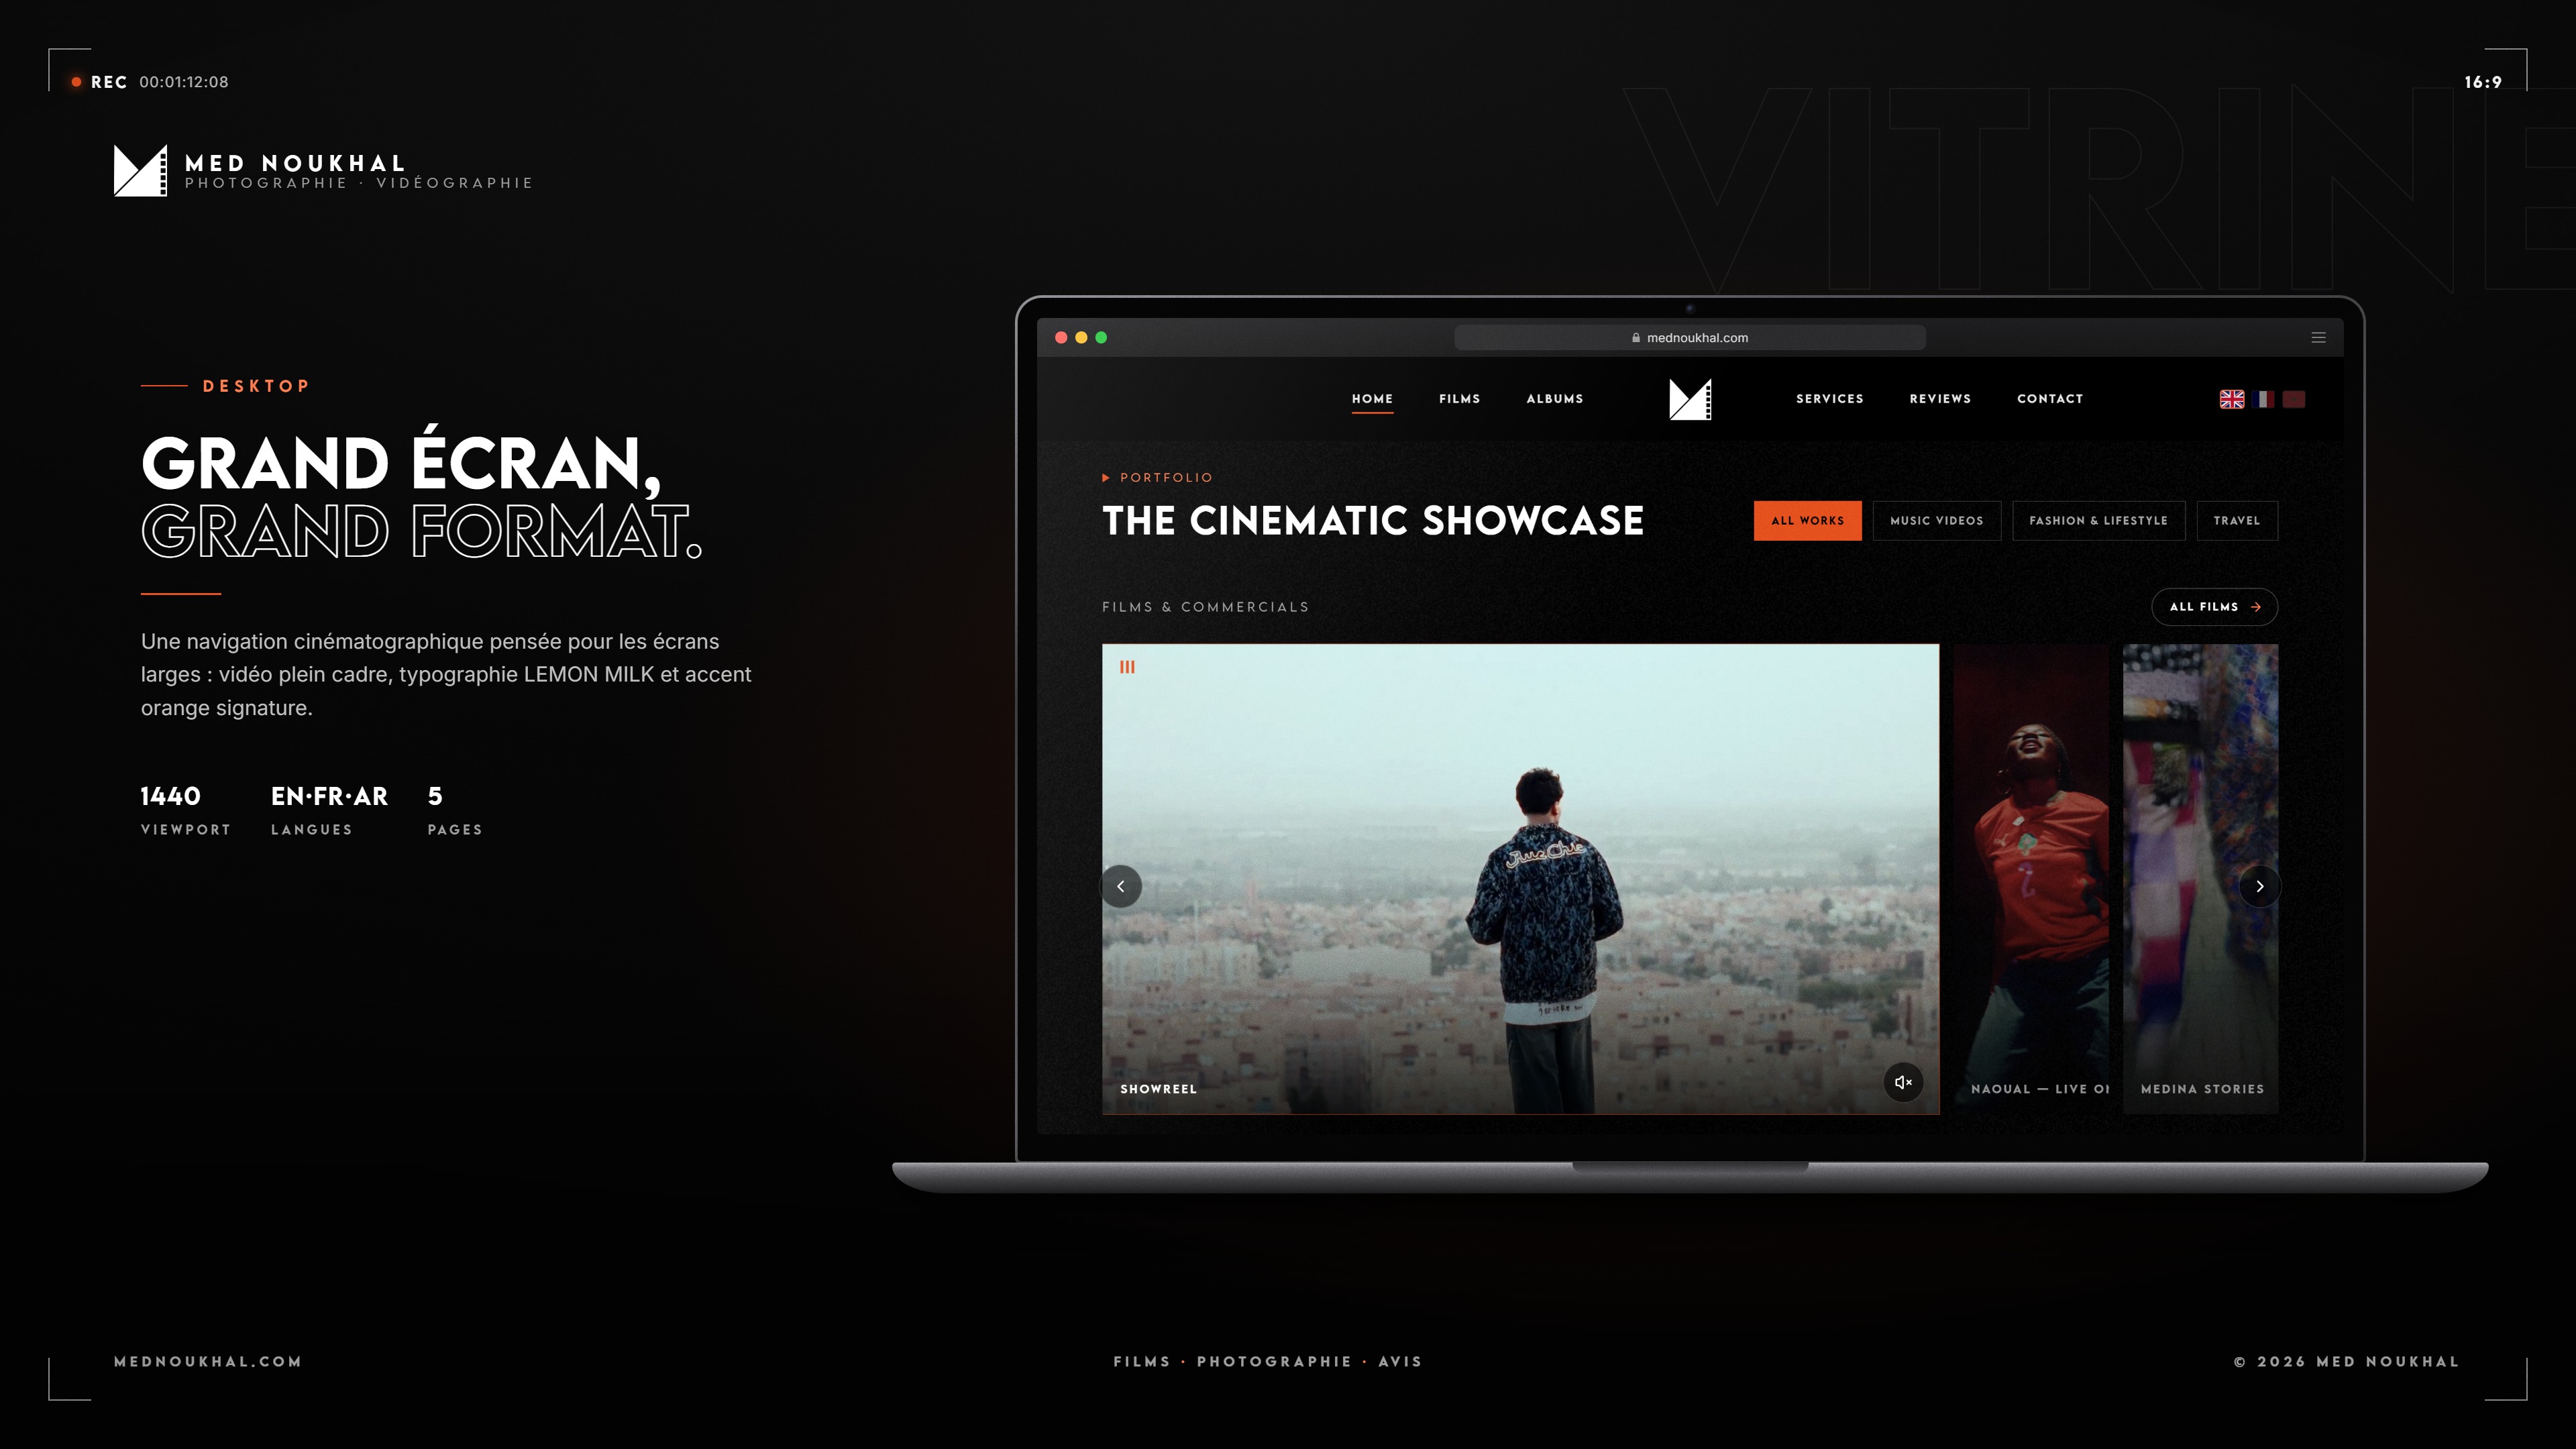 REC 00:01:12:08
16:9
VITRINE
MED NOUKHAL
PHOTOGRAPHIE · VIDÉOGRAPHIE
DESKTOP
GRAND ÉCRAN,
GRAND FORMAT.
Une navigation cinématographique pensée pour les écrans
larges : vidéo plein cadre, typographie LEMON MILK et accent
orange signature.
1440 EN·FR·AR 5
VIEWPORT LANGUES PAGES
mednoukhal.com
HOME FILMS ALBUMS SERVICES REVIEWS CONTACT
PORTFOLIO
THE CINEMATIC SHOWCASE
ALL WORKS MUSIC VIDEOS FASHION & LIFESTYLE TRAVEL
FILMS & COMMERCIALS
ALL FILMS
SHOWREEL
NAOUAL — LIVE
MEDINA STORIES
MEDNOUKHAL.COM
FILMS · PHOTOGRAPHIE · AVIS
© 2026 MED NOUKHAL